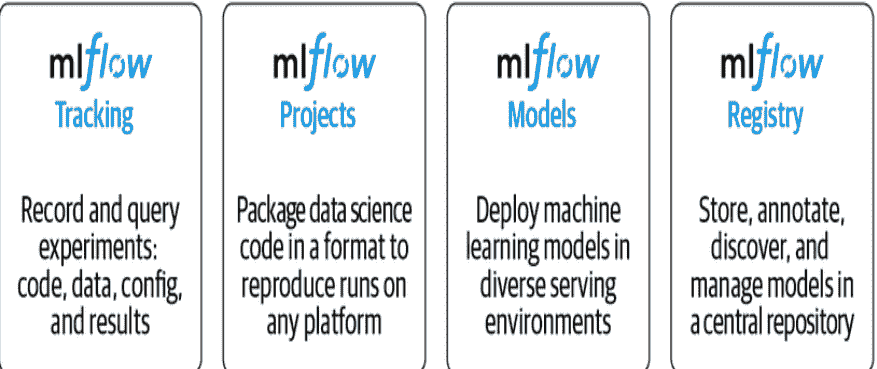 mlflow
Tracking
Record and query
experiments:
code, data, config,
and results
mlflow
Projects
Package data science
code in a format to
reproduce runs on
any platform
mlflow
Models
Deploy machine
learning models in
diverse serving
environments
mlflow
Registry
Store, annotate,
discover, and
manage models in
a central repository